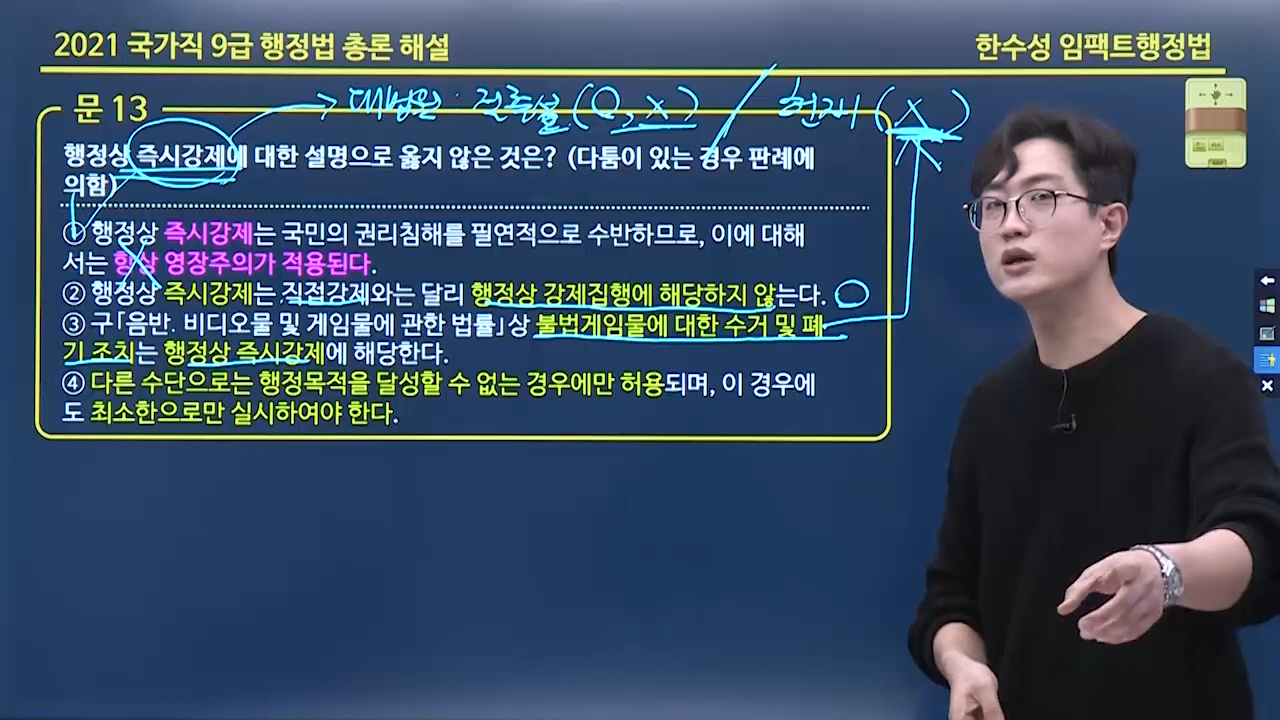 2021 국가직 9급 행정법 총론 해설
한수성 임팩트행정법
→ 대법원 · 절충설 (O, X) / 헌재 (X)
문 13
행정상 즉시강제에 대한 설명으로 옳지 않은 것은? (다툼이 있는 경우 판례에
의함)
① 행정상 즉시강제는 국민의 권리침해를 필연적으로 수반하므로, 이에 대해
서는 항상 영장주의가 적용된다.
② 행정상 즉시강제는 직접강제와는 달리 행정상 강제집행에 해당하지 않는다.
③ 구「음반. 비디오물 및 게임물에 관한 법률」상 불법게임물에 대한 수거 및 폐
기 조치는 행정상 즉시강제에 해당한다.
④ 다른 수단으로는 행정목적을 달성할 수 없는 경우에만 허용되며, 이 경우에
도 최소한으로만 실시하여야 한다.